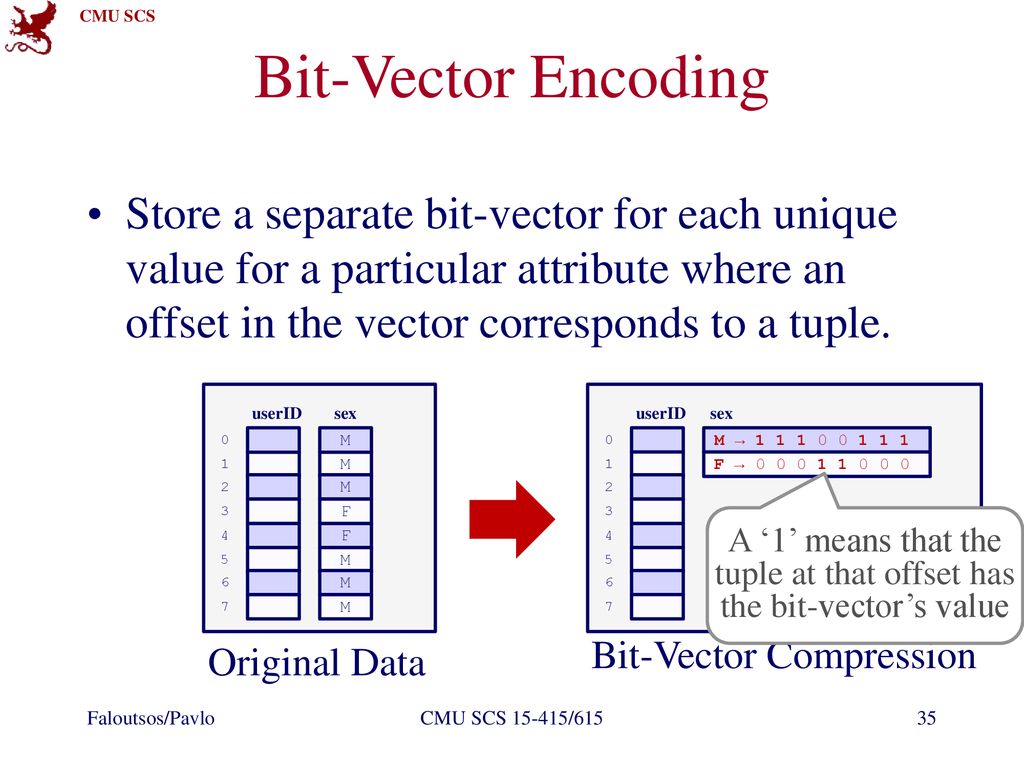 CMU SCS
Bit-Vector Encoding
• Store a separate bit-vector for each unique
value for a particular attribute where an
offset in the vector corresponds to a tuple.
userID sex
0 M
1 M
2 M
3 F
4 F
5 M
6 M
7 M
Original Data
userID sex
0 M → 1 1 1 0 0 1 1 1
1 F → 0 0 0 1 1 0 0 0
2
3
4
5
6
7
A ‘1’ means that the
tuple at that offset has
the bit-vector’s value
Bit-Vector Compression
Faloutsos/Pavlo CMU SCS 15-415/615 35